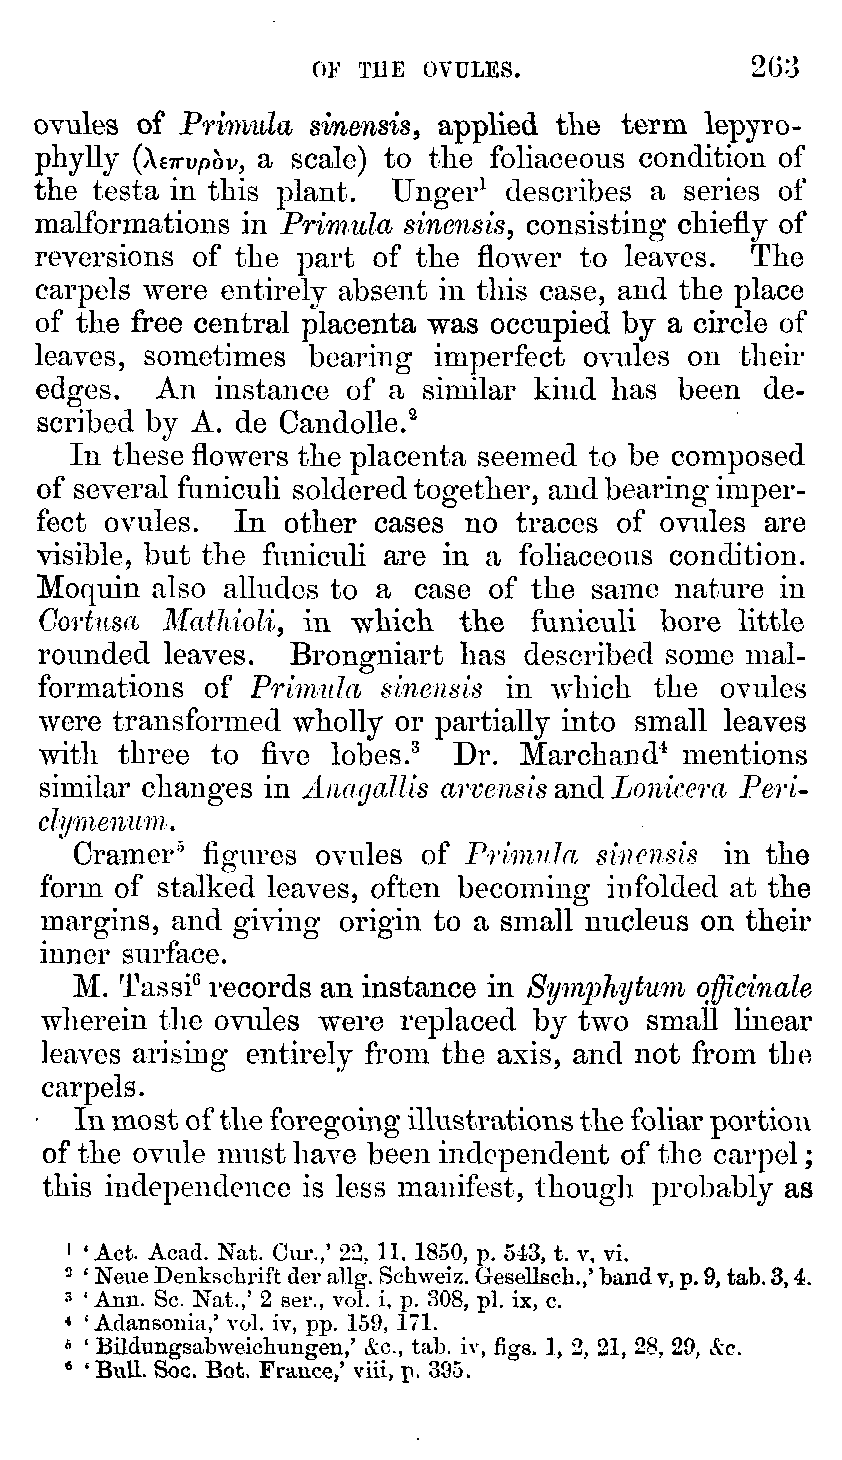 OF THE OVULES. 263
ovules of Primula sinensis, applied the term lepyro-
phylly (λεπυρὸν, a scale) to the foliaceous condition of
the testa in this plant. Unger¹ describes a series of
malformations in Primula sinensis, consisting chiefly of
reversions of the part of the flower to leaves. The
carpels were entirely absent in this case, and the place
of the free central placenta was occupied by a circle of
leaves, sometimes bearing imperfect ovules on their
edges. An instance of a similar kind has been de-
scribed by A. de Candolle.²
In these flowers the placenta seemed to be composed
of several funiculi soldered together, and bearing imper-
fect ovules. In other cases no traces of ovules are
visible, but the funiculi are in a foliaceous condition.
Moquin also alludes to a case of the same nature in
Cortusa Mathioli, in which the funiculi bore little
rounded leaves. Brongniart has described some mal-
formations of Primula sinensis in which the ovules
were transformed wholly or partially into small leaves
with three to five lobes.³ Dr. Marchand⁴ mentions
similar changes in Anagallis arvensis and Lonicera Peri-
clymenum.
Cramer⁵ figures ovules of Primula sinensis in the
form of stalked leaves, often becoming infolded at the
margins, and giving origin to a small nucleus on their
inner surface.
M. Tassi⁶ records an instance in Symphytum officinale
wherein the ovules were replaced by two small linear
leaves arising entirely from the axis, and not from the
carpels.
In most of the foregoing illustrations the foliar portion
of the ovule must have been independent of the carpel;
this independence is less manifest, though probably as
¹ ‘Act. Acad. Nat. Cur.,’ 22, 11, 1850, p. 543, t. v, vi.
² ‘Neue Denkschrift der allg. Schweiz. Gesellsch.,’ band v, p. 9, tab. 3, 4.
³ ‘Ann. Sc. Nat.,’ 2 ser., vol. i, p. 308, pl. ix, c.
⁴ ‘Adansonia,’ vol. iv, pp. 159, 171.
⁵ ‘Bildungsabweichungen,’ &c., tab. iv, figs. 1, 2, 21, 28, 29, &c.
⁶ ‘Bull. Soc. Bot. France,’ viii, p. 395.